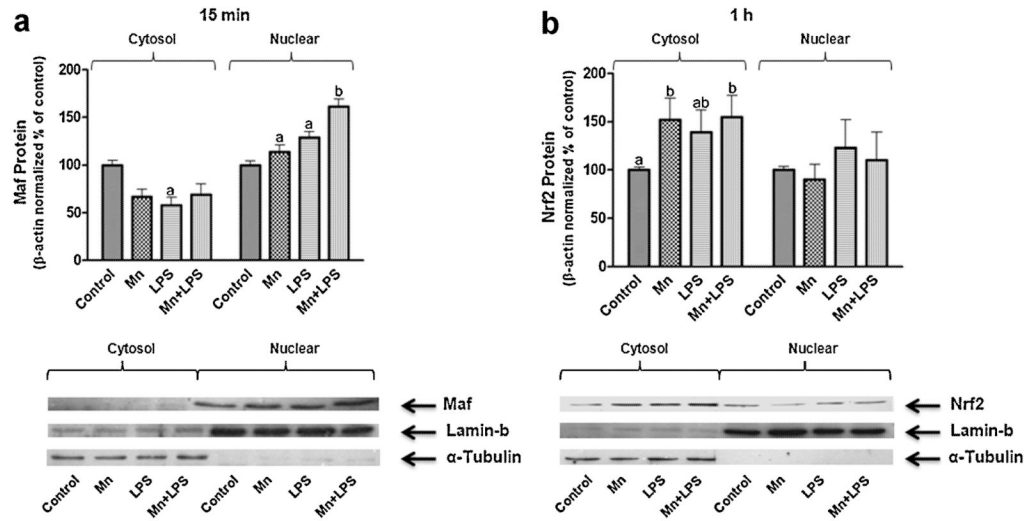 a
15 min
Cytosol Nuclear
Maf Protein
(β-actin normalized % of control)
200
150
100
50
0
a
a
a
b
Control Mn LPS Mn+LPS Control Mn LPS Mn+LPS
Cytosol Nuclear
Maf
Lamin-b
α-Tubulin
Control Mn LPS Mn+LPS Control Mn LPS Mn+LPS
b
1 h
Cytosol Nuclear
Nrf2 Protein
(β-actin normalized % of control)
200
150
100
50
0
a
b
ab
b
Control Mn LPS Mn+LPS Control Mn LPS Mn+LPS
Cytosol Nuclear
Nrf2
Lamin-b
α-Tubulin
Control Mn LPS Mn+LPS Control Mn LPS Mn+LPS